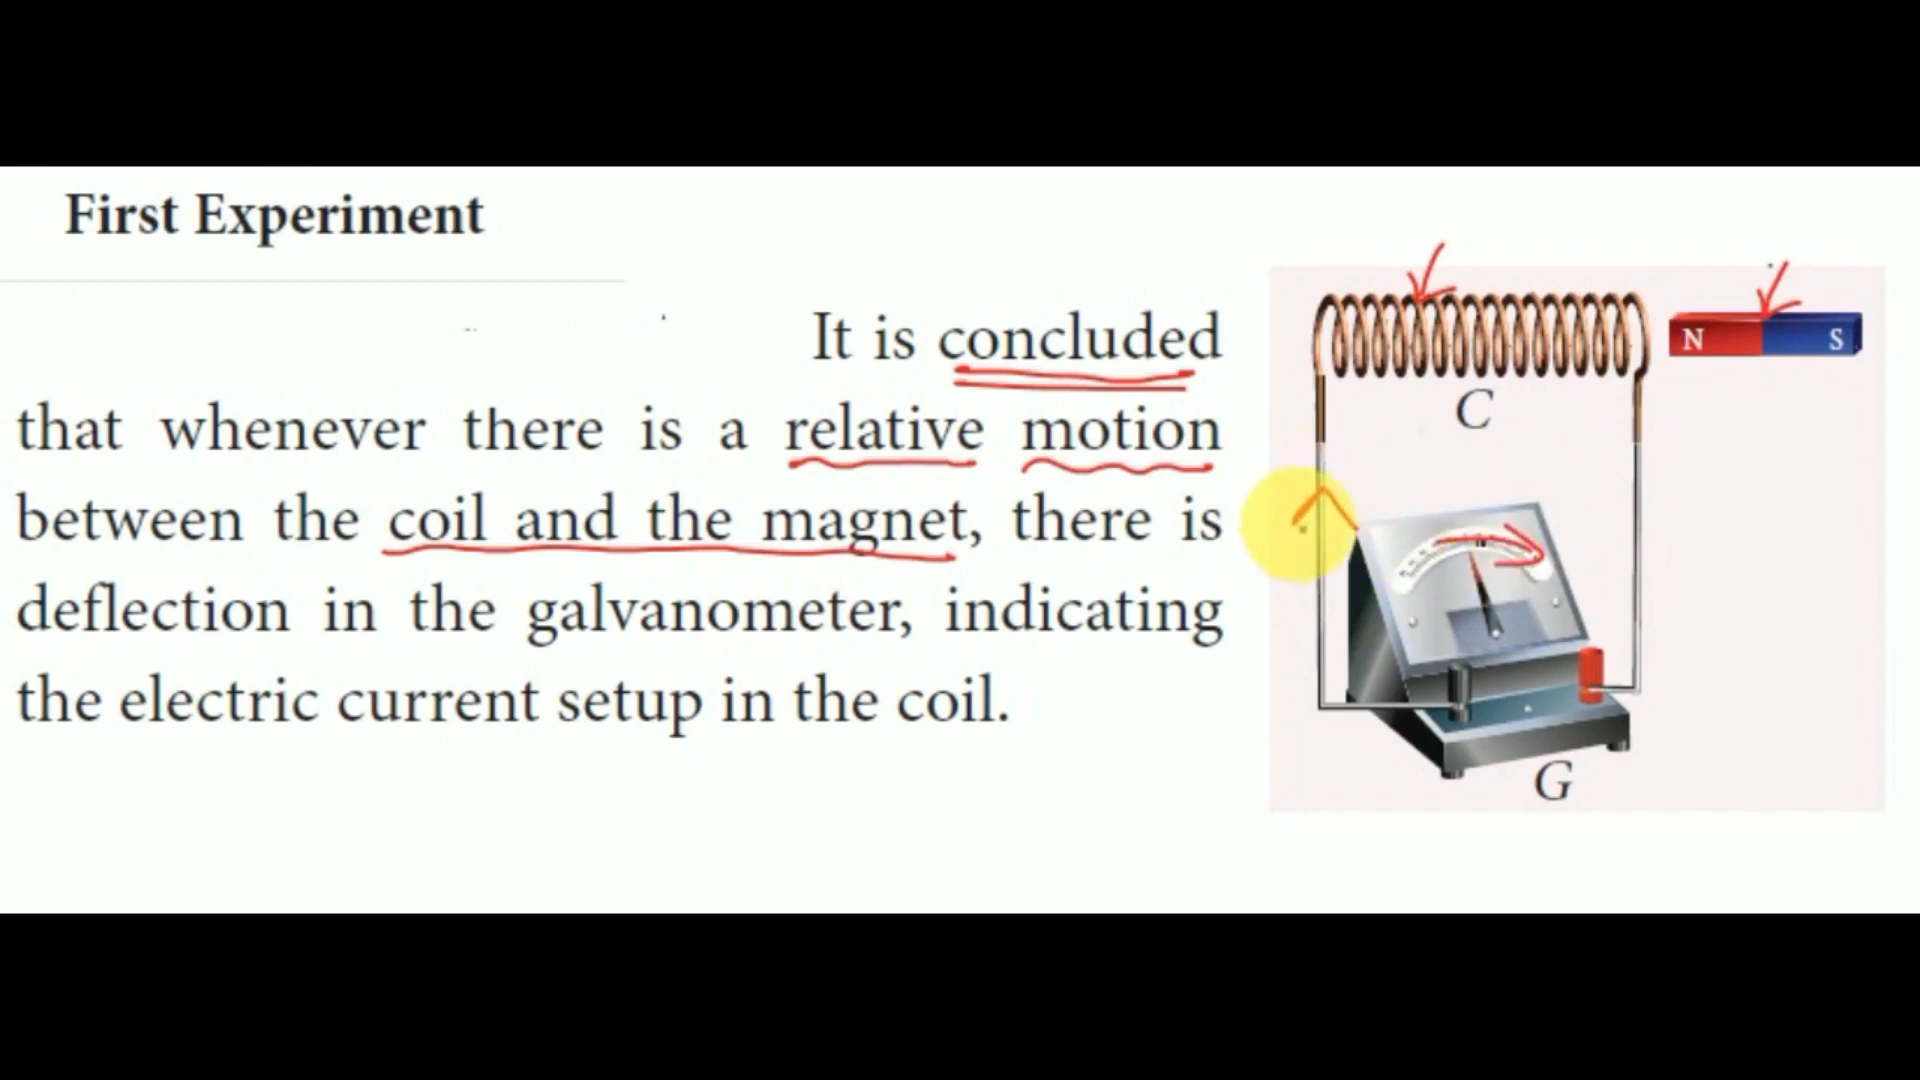 First Experiment
It is concluded
that whenever there is a relative motion
between the coil and the magnet, there is
deflection in the galvanometer, indicating
the electric current setup in the coil.
N S
C
G